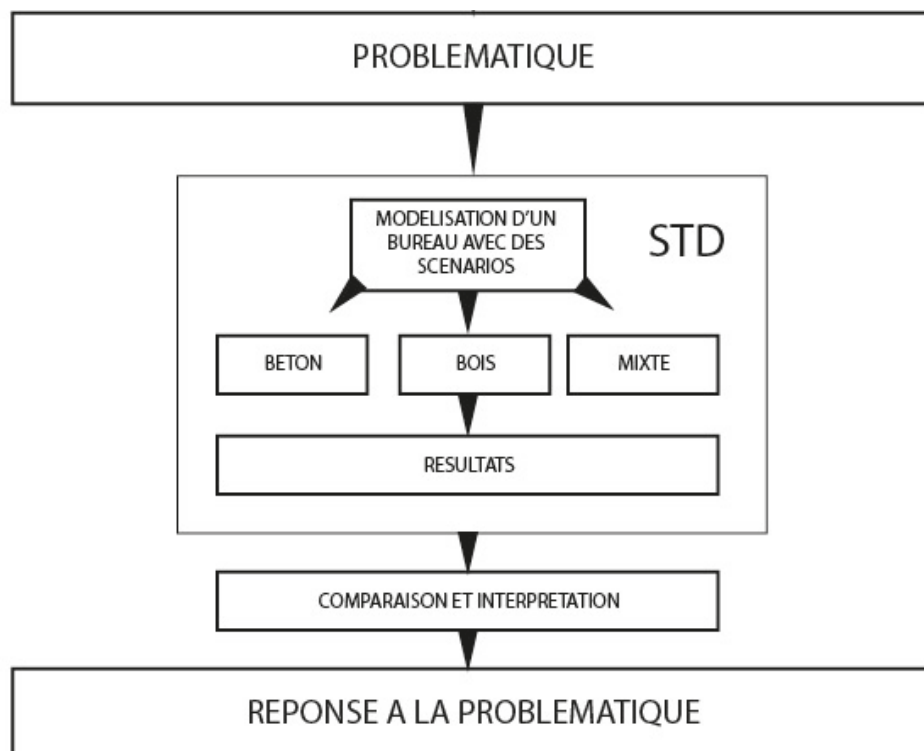 PROBLEMATIQUE
MODELISATION D'UN
BUREAU AVEC DES
SCENARIOS
STD
BETON
BOIS
MIXTE
RESULTATS
COMPARAISON ET INTERPRETATION
REPONSE A LA PROBLEMATIQUE